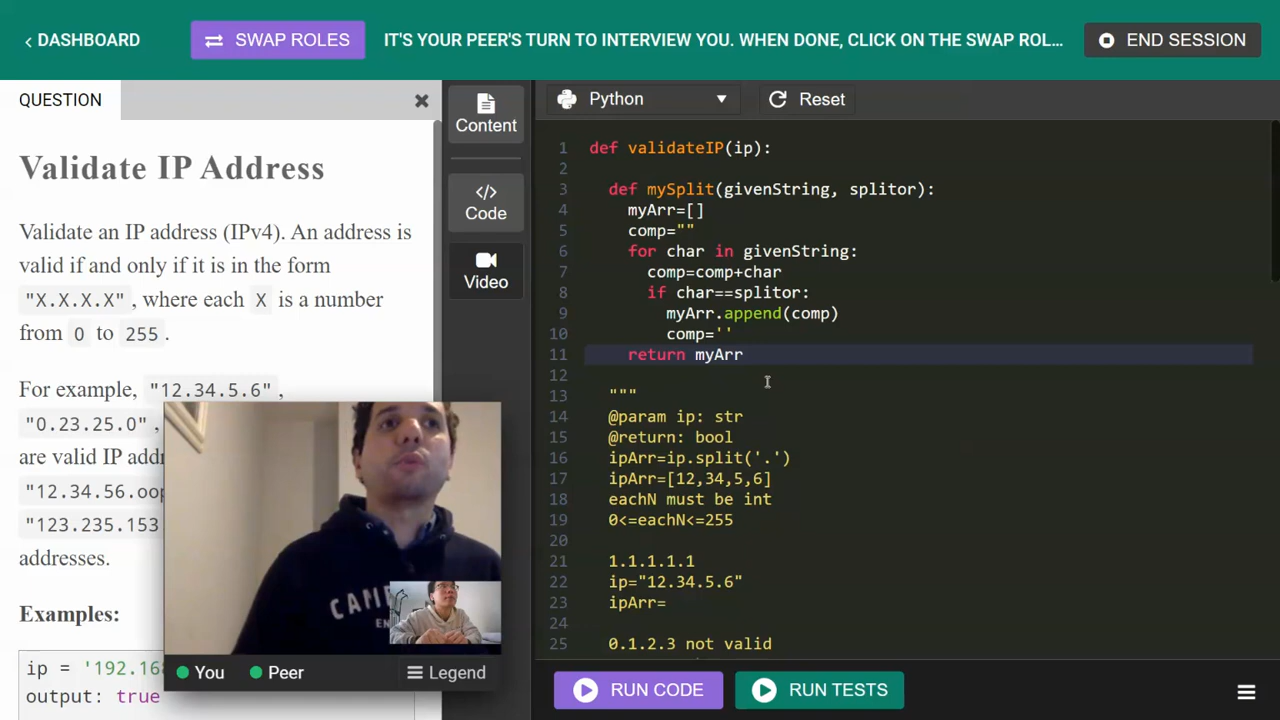 DASHBOARD
SWAP ROLES
IT'S YOUR PEER'S TURN TO INTERVIEW YOU. WHEN DONE, CLICK ON THE SWAP ROL...
END SESSION
QUESTION
Validate IP Address
Validate an IP address (IPv4). An address is
valid if and only if it is in the form
"X.X.X.X", where each X is a number
from 0 to 255.
For example, "12.34.5.6",
"0.23.25.0",
are valid IP add
"12.34.56.oop
"123.235.153
addresses.
Examples:
ip = '192.168
output: true
Content
Code
Video
Python
Reset
1 def validateIP(ip):
2
3 def mySplit(givenString, splitor):
4 myArr=[]
5 comp=""
6 for char in givenString:
7 comp=comp+char
8 if char==splitor:
9 myArr.append(comp)
10 comp=''
11 return myArr
12
13 """
14 @param ip: str
15 @return: bool
16 ipArr=ip.split('.')
17 ipArr=[12,34,5,6]
18 eachN must be int
19 0<=eachN<=255
20
21 1.1.1.1.1
22 ip="12.34.5.6"
23 ipArr=
24
25 0.1.2.3 not valid
CAM
EN
You
Peer
Legend
RUN CODE
RUN TESTS